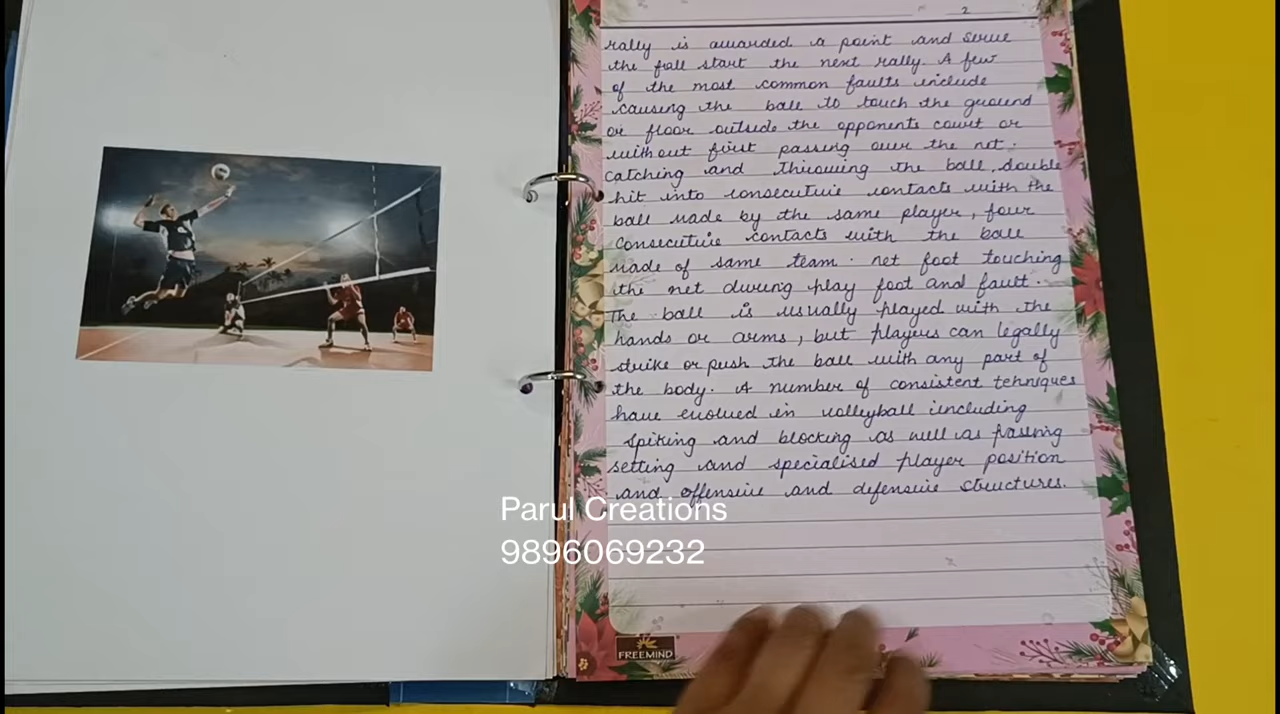 2
rally is awarded a point and serve
the fall start the next rally. A few
of the most common faults include
causing the ball to touch the ground
or floor outside the opponents court or
without first passing over the net.
catching and throwing the ball, double
hit into consecutive contacts with the
ball made by the same player, four
consecutive contacts with the ball
made of same team. net foot touching
the net during play foot and fault.
The ball is usually played with the
hands or arms, but players can legally
strike or push the ball with any part of
the body. A number of consistent tehniques
have evolved in volleyball including
spiking and blocking as well as passing
setting and specialised player position
and offensive and defensive structures.
Parul Creations
9896069232
FREEMIND